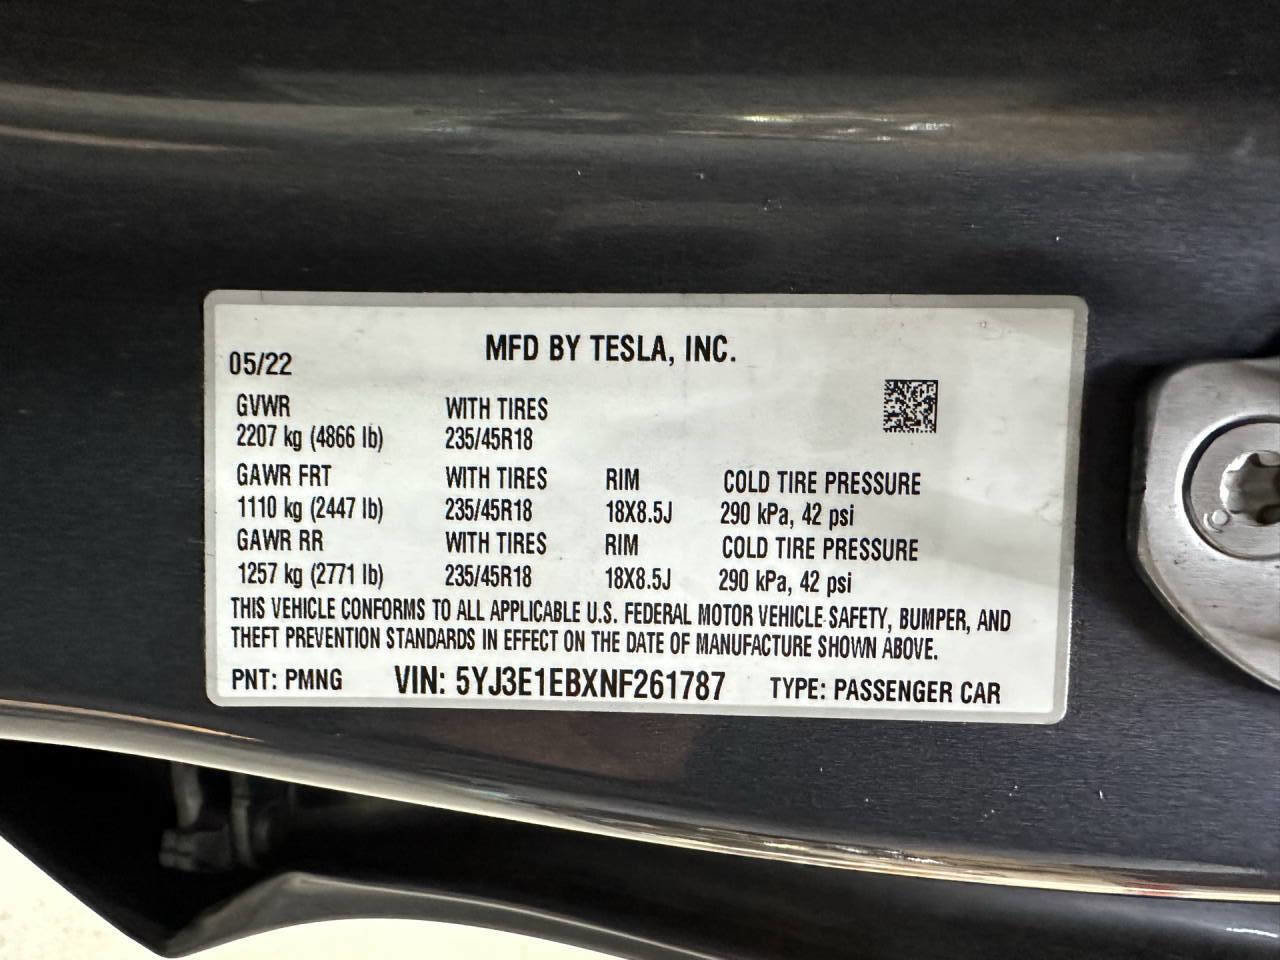 MFD BY TESLA, INC.
05/22
GVWR WITH TIRES
2207 kg (4866 lb) 235/45R18
GAWR FRT WITH TIRES RIM COLD TIRE PRESSURE
1110 kg (2447 lb) 235/45R18 18X8.5J 290 kPa, 42 psi
GAWR RR WITH TIRES RIM COLD TIRE PRESSURE
1257 kg (2771 lb) 235/45R18 18X8.5J 290 kPa, 42 psi
THIS VEHICLE CONFORMS TO ALL APPLICABLE U.S. FEDERAL MOTOR VEHICLE SAFETY, BUMPER, AND
THEFT PREVENTION STANDARDS IN EFFECT ON THE DATE OF MANUFACTURE SHOWN ABOVE.
PNT: PMNG VIN: 5YJ3E1EBXNF261787 TYPE: PASSENGER CAR